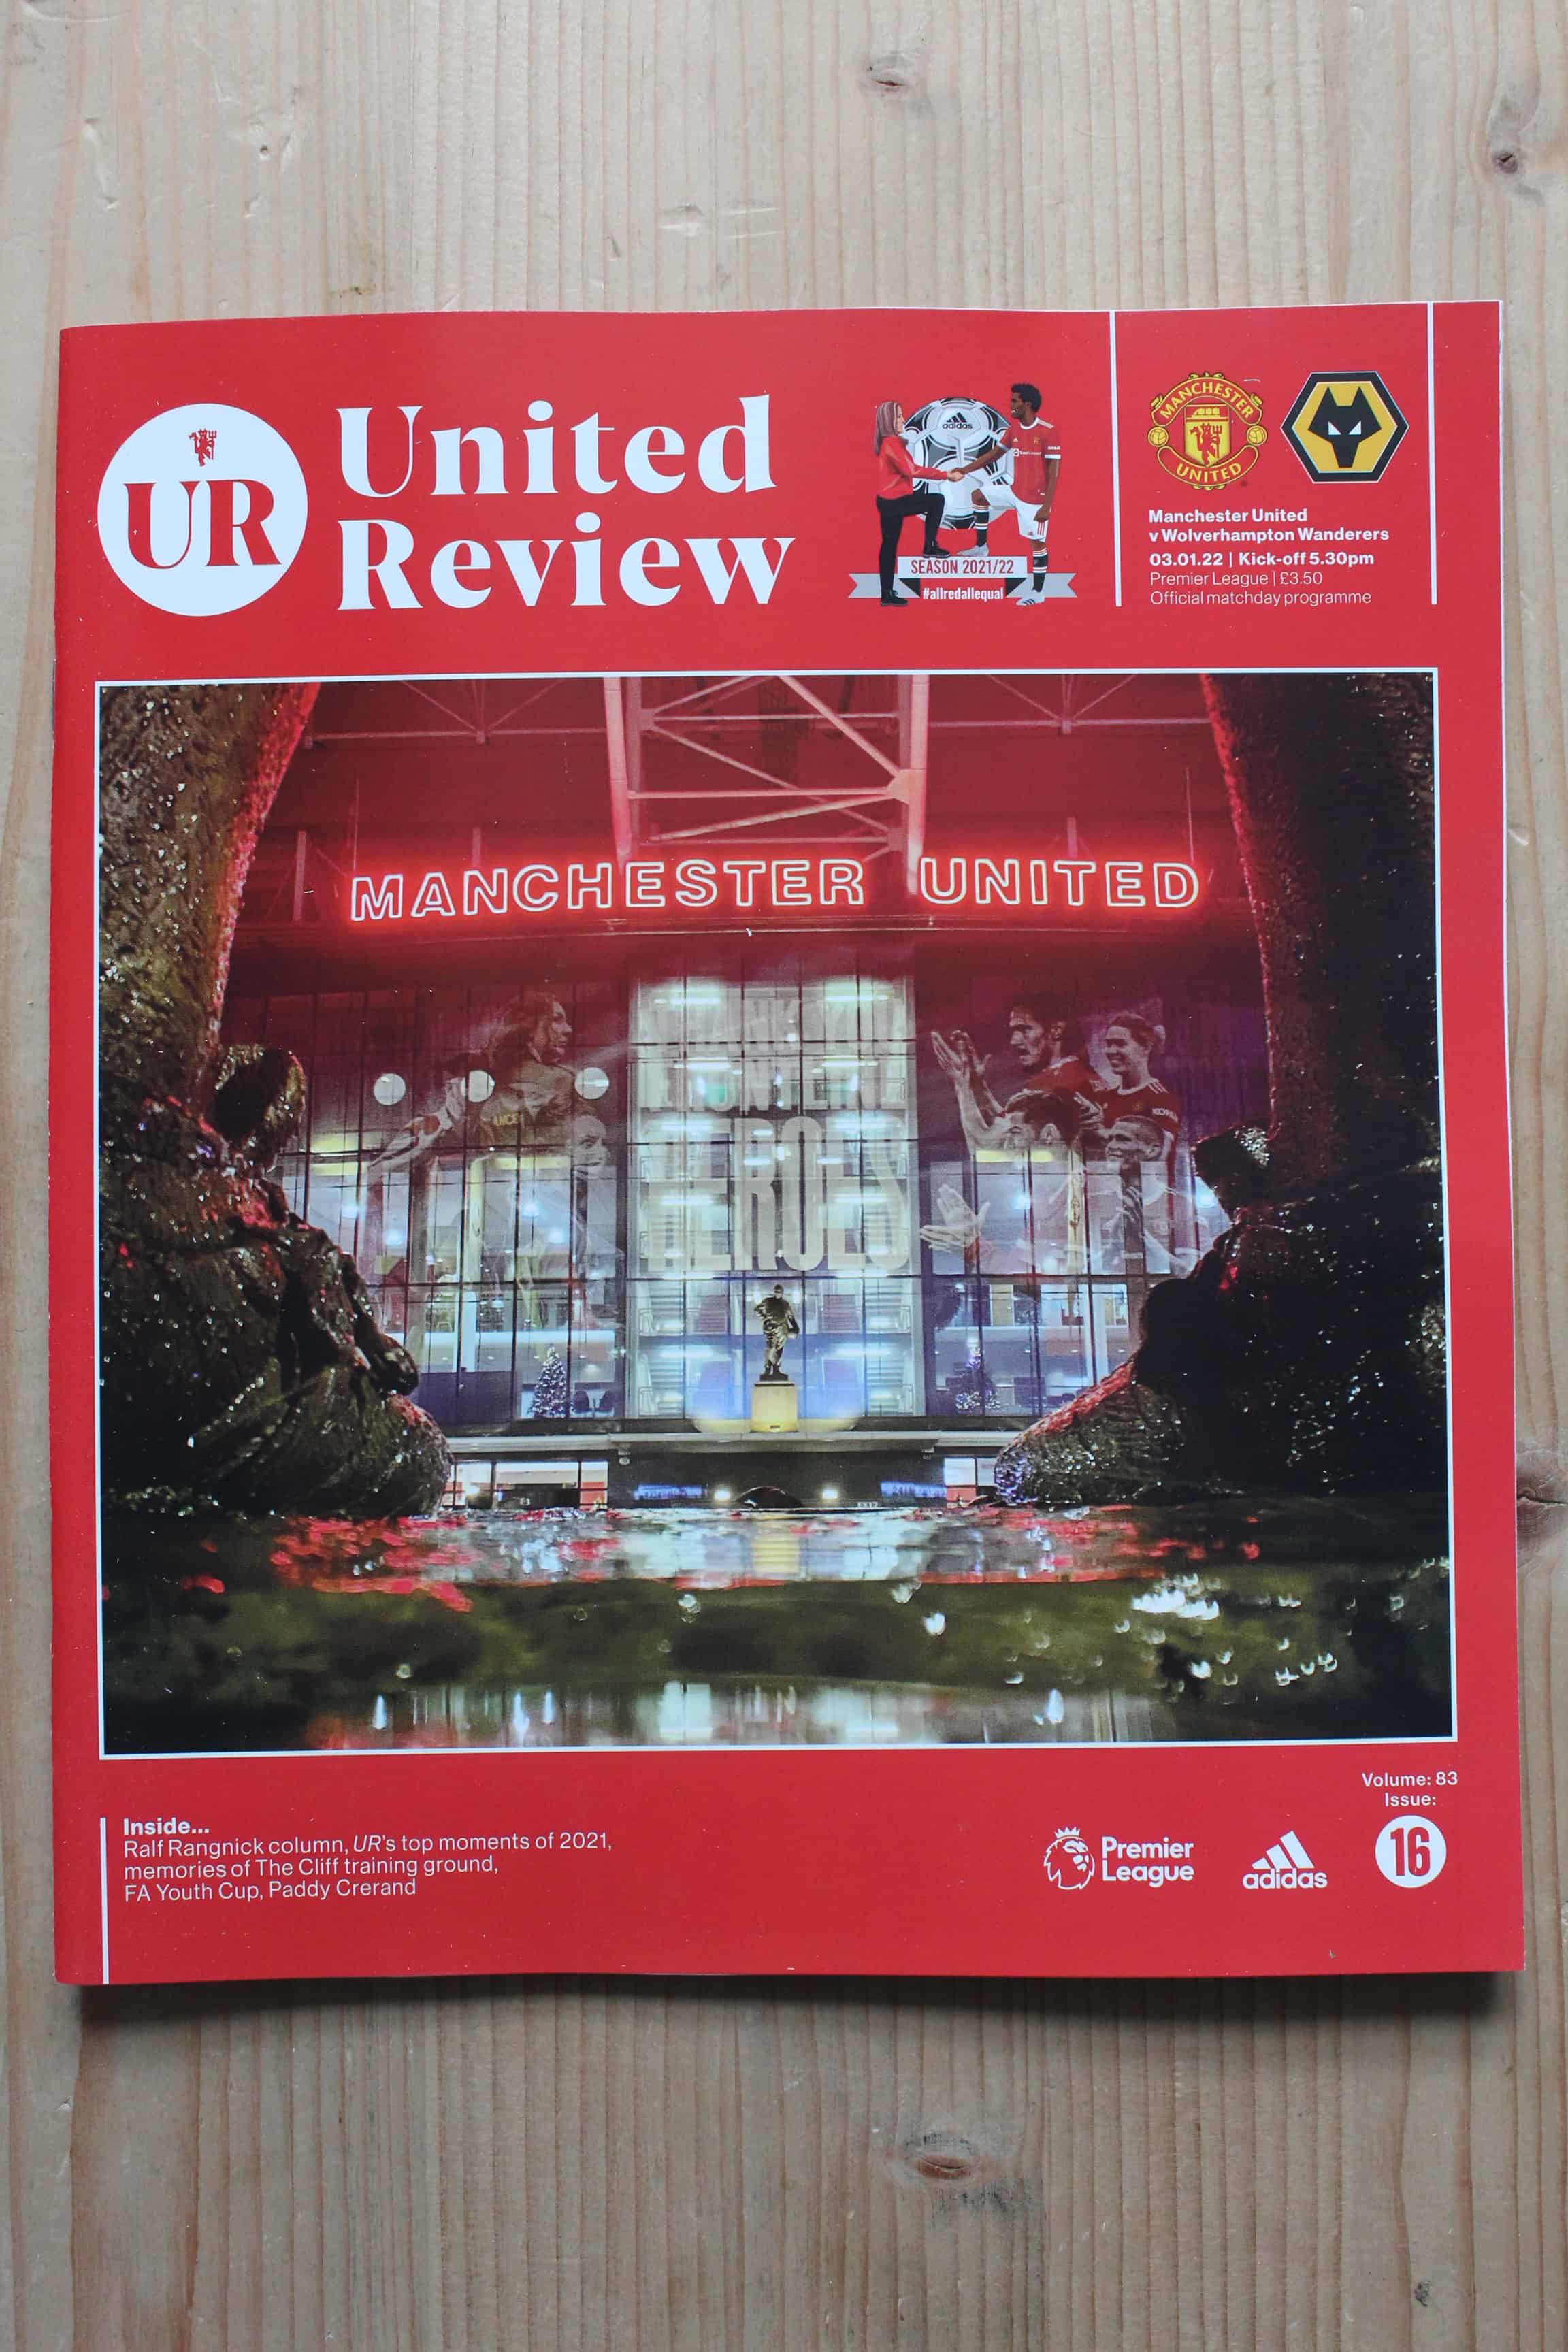 UR
United
Review
adidas
SEASON 2021/22
#allredallequal
MANCHESTER
UNITED
Manchester United
v Wolverhampton Wanderers
03.01.22 | Kick-off 5.30pm
Premier League | £3.50
Official matchday programme
MANCHESTER UNITED
HEROES
Volume: 83
Issue:
16
Inside...
Ralf Rangnick column, UR's top moments of 2021,
memories of The Cliff training ground,
FA Youth Cup, Paddy Crerand
Premier
League
adidas